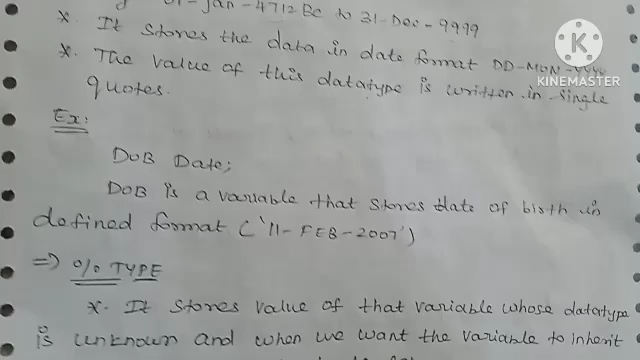 01-Jan-4712BC to 31-Dec-9999
*. It stores the data in date format DD-MON-
*. The value of this datatype is written in single
quotes.
Ex:
DOB Date;
DOB is a variable that stores date of birth in
defined format ('11-FEB-2007')
=> % TYPE
*. It stores value of that variable whose datatype
is unknown and when we want the variable to inherit
K
KINEMASTER